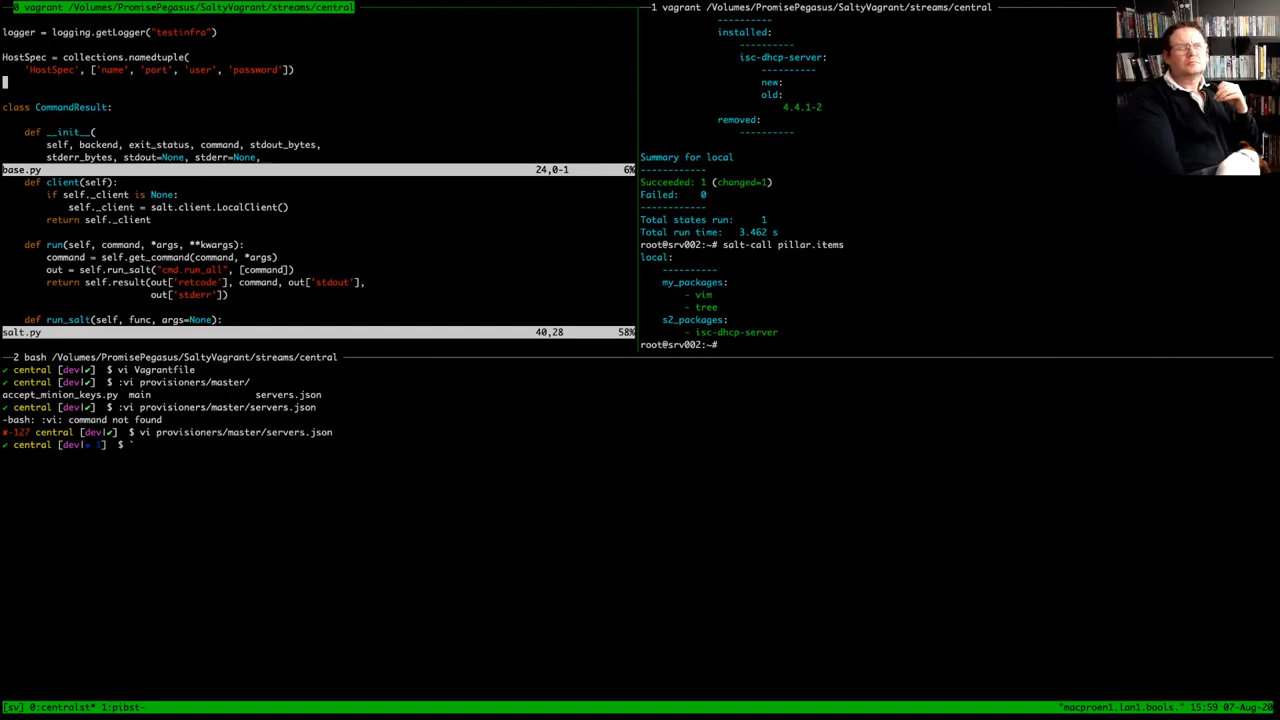 0 vagrant /Volumes/PromisePegasus/SaltyVagrant/streams/central
logger = logging.getLogger("testinfra")
HostSpec = collections.namedtuple(
'HostSpec', ['name', 'port', 'user', 'password'])
class CommandResult:
def __init__(
self, backend, exit_status, command, stdout_bytes,
stderr_bytes, stdout=None, stderr=None,
base.py 24,0-1 6%
def client(self):
if self._client is None:
self._client = salt.client.LocalClient()
return self._client
def run(self, command, *args, **kwargs):
command = self.get_command(command, *args)
out = self.run_salt("cmd.run_all", [command])
return self.result(out['retcode'], command, out['stdout'],
out['stderr'])
def run_salt(self, func, args=None):
salt.py 40,28 58%
1 vagrant /Volumes/PromisePegasus/SaltyVagrant/streams/central
----------
installed:
----------
isc-dhcp-server:
----------
new:
old:
4.4.1-2
removed:
----------
Summary for local
------------
Succeeded: 1 (changed=1)
Failed: 0
------------
Total states run: 1
Total run time: 3.462 s
root@srv002:~# salt-call pillar.items
local:
----------
my_packages:
- vim
- tree
s2_packages:
- isc-dhcp-server
root@srv002:~#
2 bash /Volumes/PromisePegasus/SaltyVagrant/streams/central
✔ central [dev|✔] $ vi Vagrantfile
✔ central [dev|✔] $ :vi provisioners/master/
accept_minion_keys.py main servers.json
✔ central [dev|✔] $ :vi provisioners/master/servers.json
-bash: :vi: command not found
✘-127 central [dev|✔] $ vi provisioners/master/servers.json
✔ central [dev|✚ 1] $ `
[sv] 0:centralst* 1:pibst- "macproen1.lan1.bools." 15:59 07-Aug-20